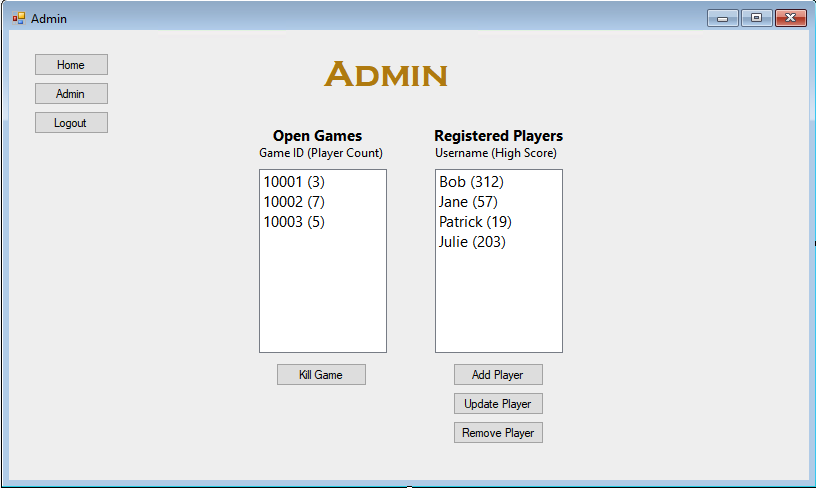 Admin
Home
Admin
Logout
Admin
Open Games
Game ID (Player Count)
10001 (3)
10002 (7)
10003 (5)
Kill Game
Registered Players
Username (High Score)
Bob (312)
Jane (57)
Patrick (19)
Julie (203)
Add Player
Update Player
Remove Player